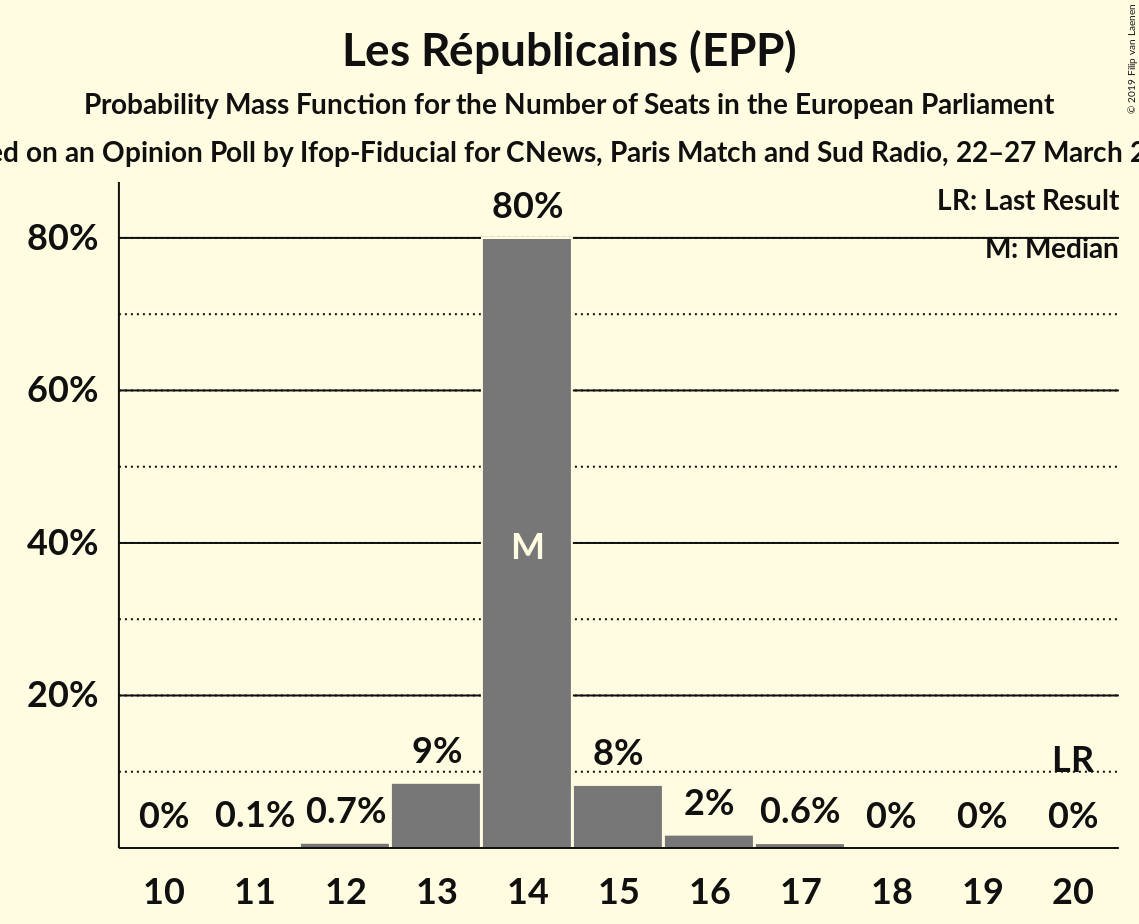 Les Républicains (EPP)
Probability Mass Function for the Number of Seats in the European Parliament
ed on an Opinion Poll by Ifop-Fiducial for CNews, Paris Match and Sud Radio, 22–27 March 2
© 2019 Filip van Laenen
LR: Last Result
M: Median
80%
80%
60%
40%
20%
M
9%
8%
LR
0%
0.1%
0.7%
2%
0.6%
0%
0%
0%
10 11 12 13 14 15 16 17 18 19 20